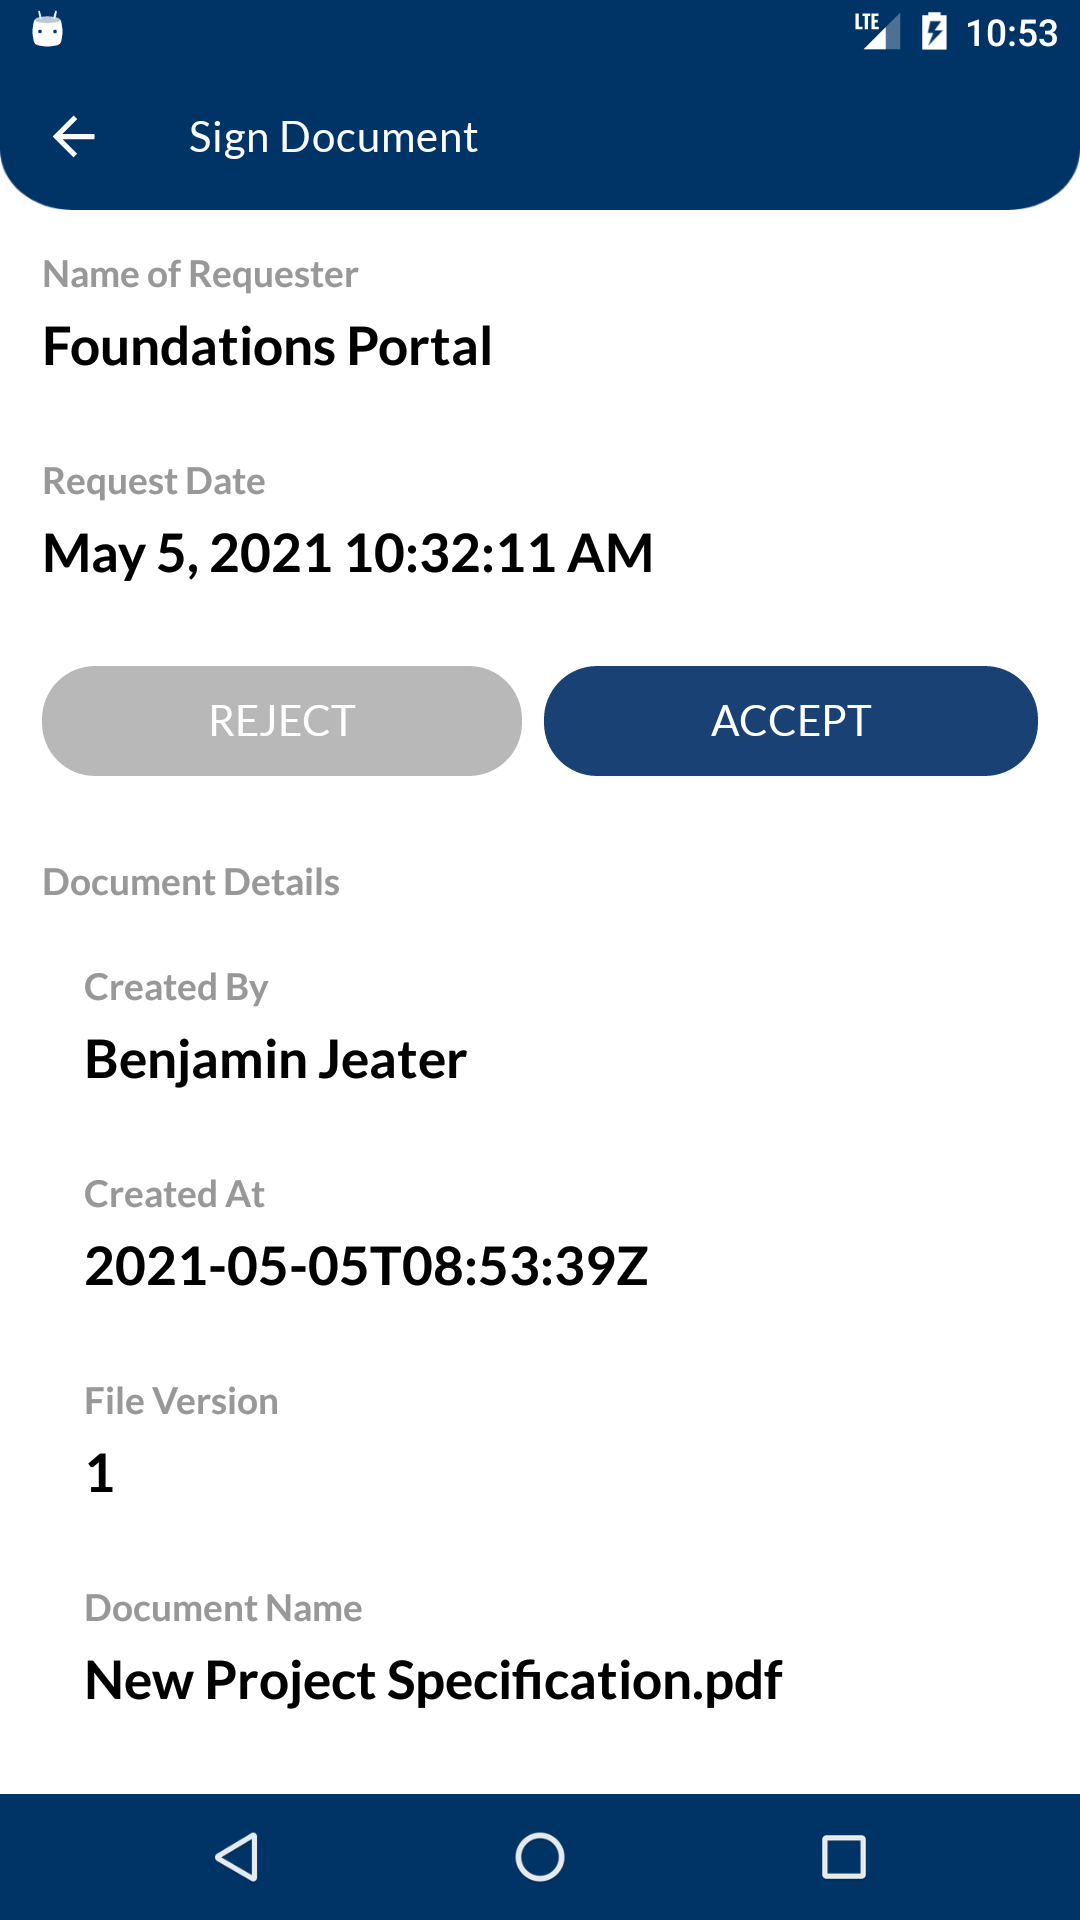 LTE 10:53
Sign Document
Name of Requester
Foundations Portal
Request Date
May 5, 2021 10:32:11 AM
REJECT ACCEPT
Document Details
Created By
Benjamin Jeater
Created At
2021-05-05T08:53:39Z
File Version
1
Document Name
New Project Specification.pdf